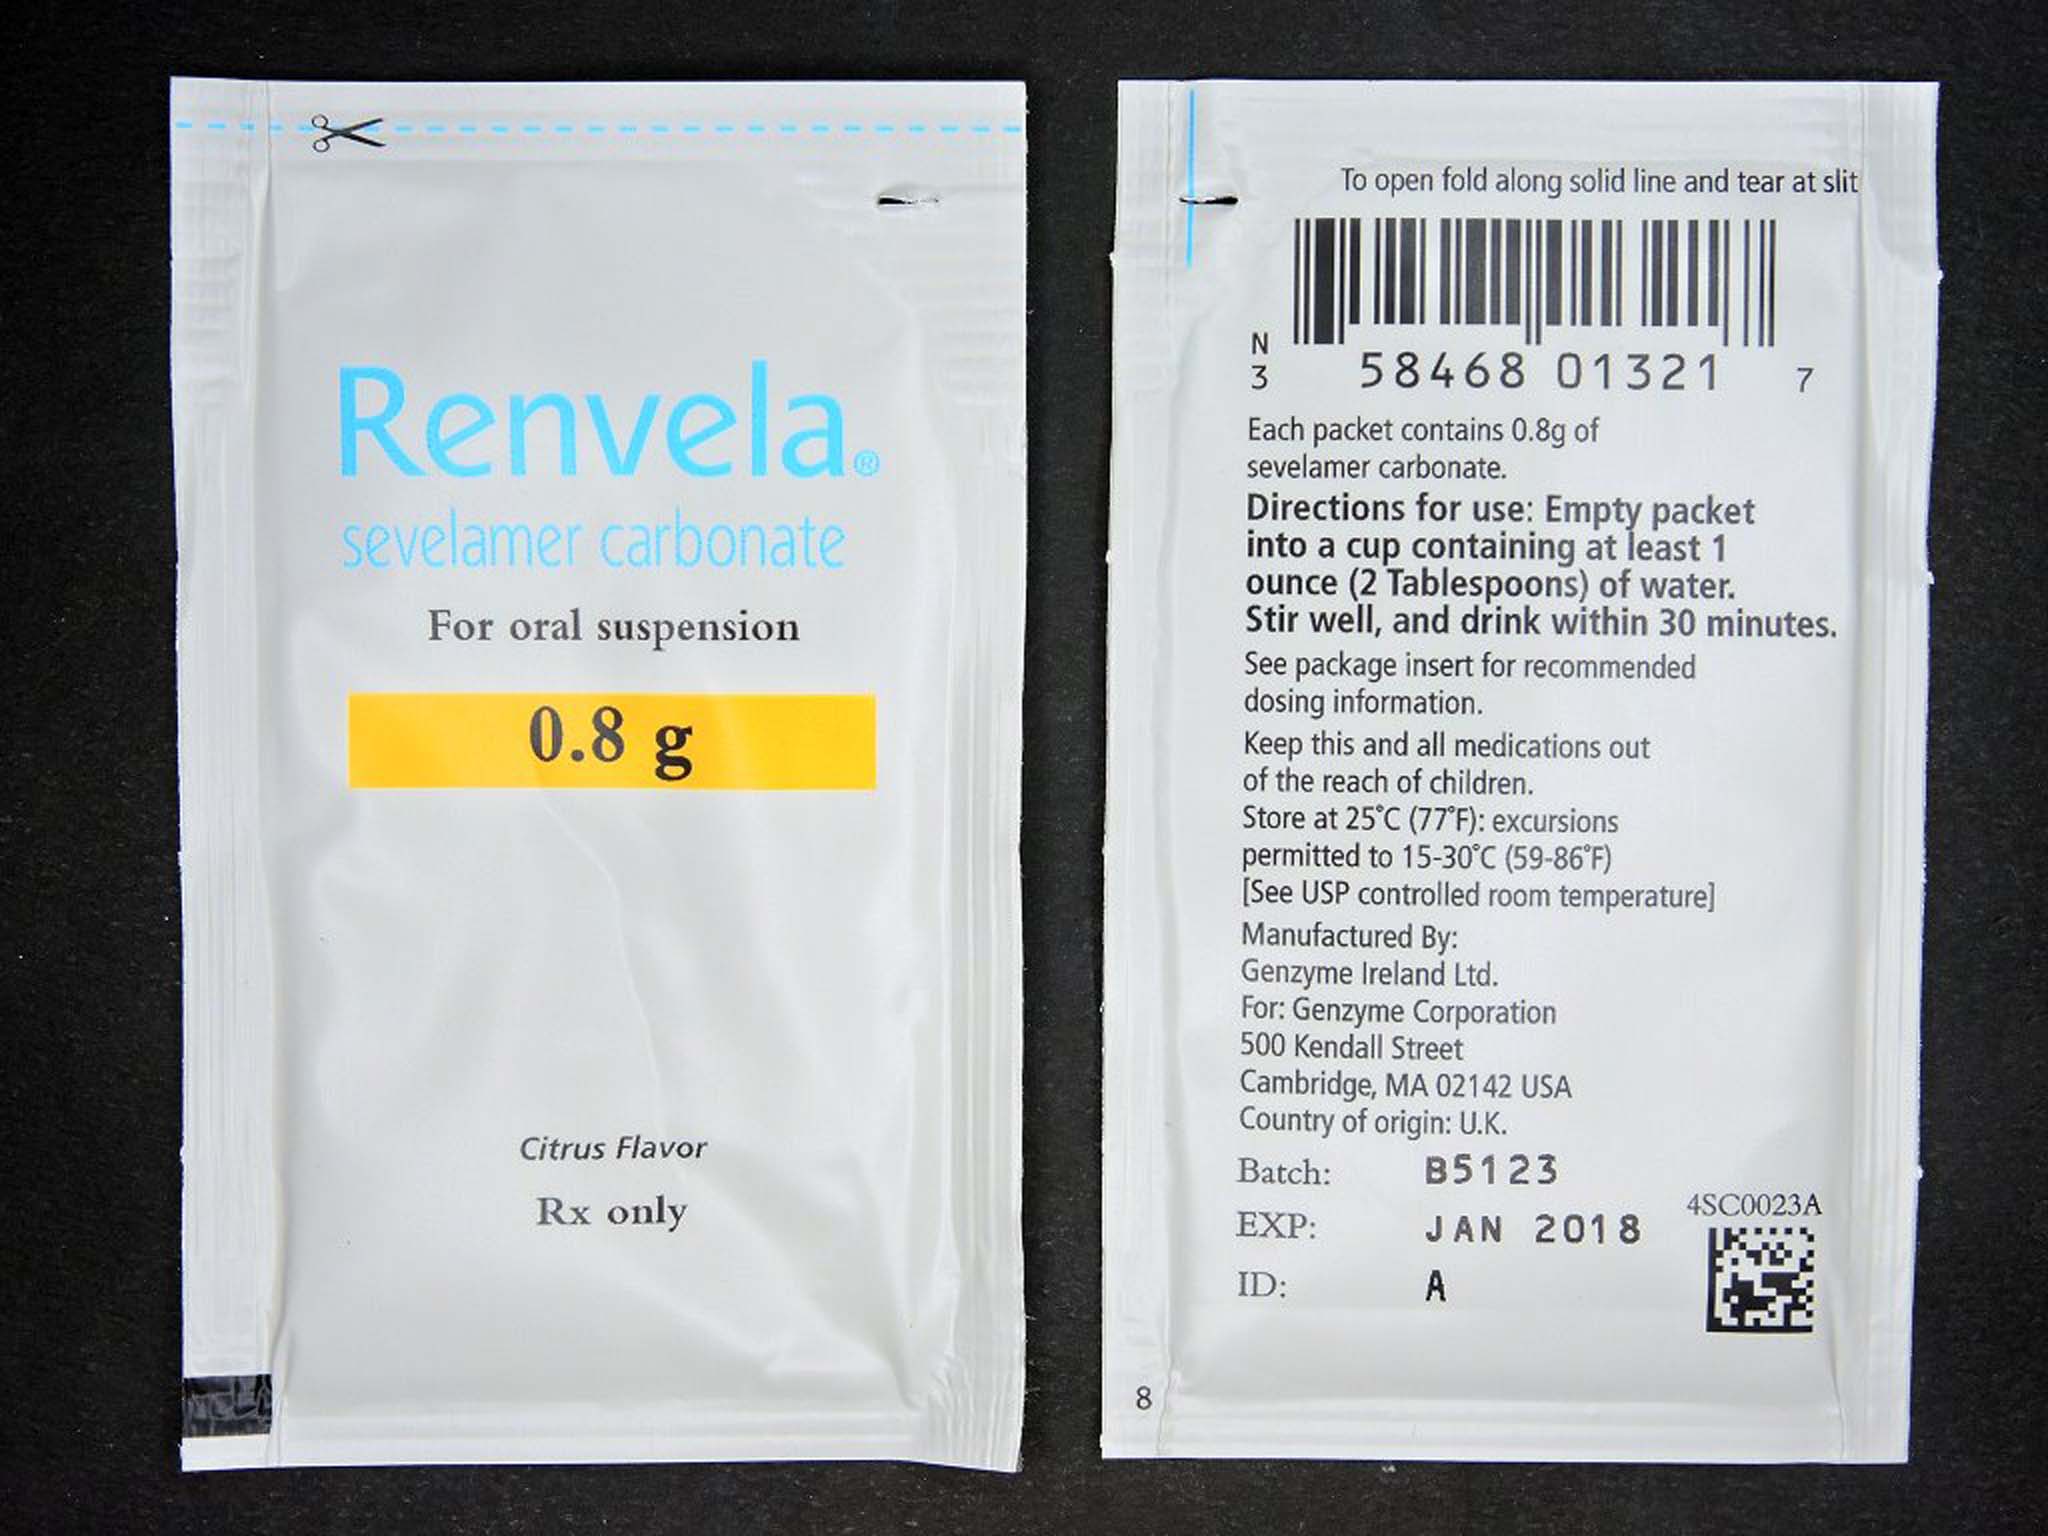 Renvela®
sevelamer carbonate
For oral suspension
0.8 g
Citrus Flavor
Rx only
To open fold along solid line and tear at slit
N
3
58468 01321 7
Each packet contains 0.8g of
sevelamer carbonate.
Directions for use: Empty packet
into a cup containing at least 1
ounce (2 Tablespoons) of water.
Stir well, and drink within 30 minutes.
See package insert for recommended
dosing information.
Keep this and all medications out
of the reach of children.
Store at 25°C (77°F): excursions
permitted to 15-30°C (59-86°F)
[See USP controlled room temperature]
Manufactured By:
Genzyme Ireland Ltd.
For: Genzyme Corporation
500 Kendall Street
Cambridge, MA 02142 USA
Country of origin: U.K.
Batch: B5123
4SC0023A
EXP: JAN 2018
ID: A
8